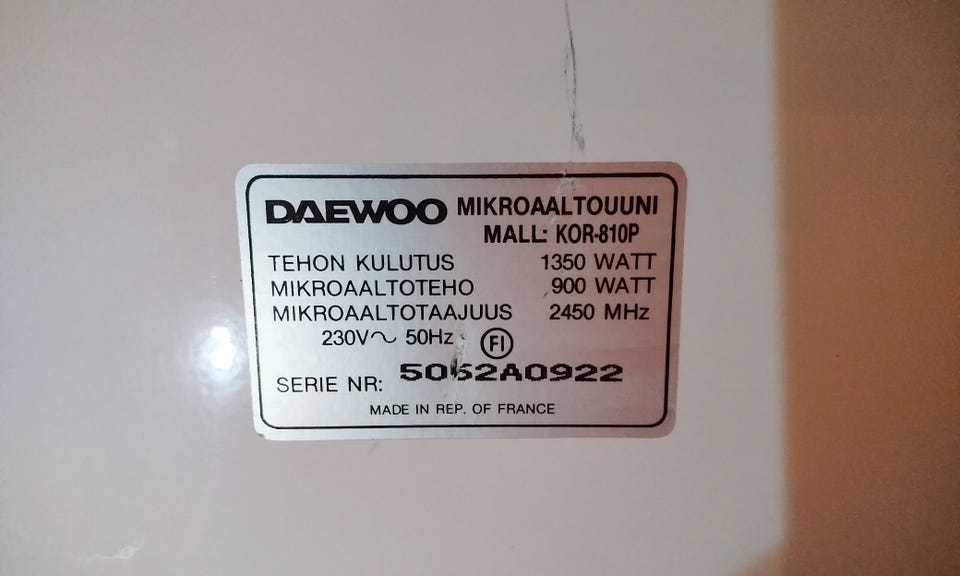 DAEWOO MIKROAALTOUUNI
MALL: KOR-810P
TEHON KULUTUS 1350 WATT
MIKROAALTOTEHO 900 WATT
MIKROAALTOTAAJUUS 2450 MHz
230V~ 50Hz FI
SERIE NR: 5052A0922
MADE IN REP. OF FRANCE